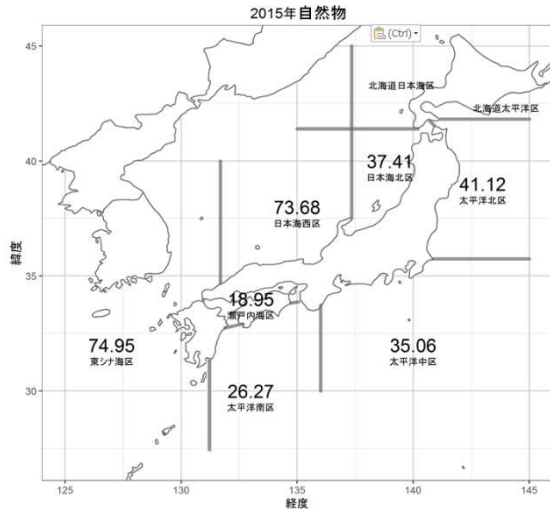 2015年自然物
(Ctrl)
45
北海道日本海区
北海道太平洋区
40
37.41
日本海北区
41.12
太平洋北区
73.68
日本海西区
緯度
35
18.95
瀬戸内海区
74.95
東シナ海区
35.06
太平洋中区
30
26.27
太平洋南区
125
130
135
140
145
経度